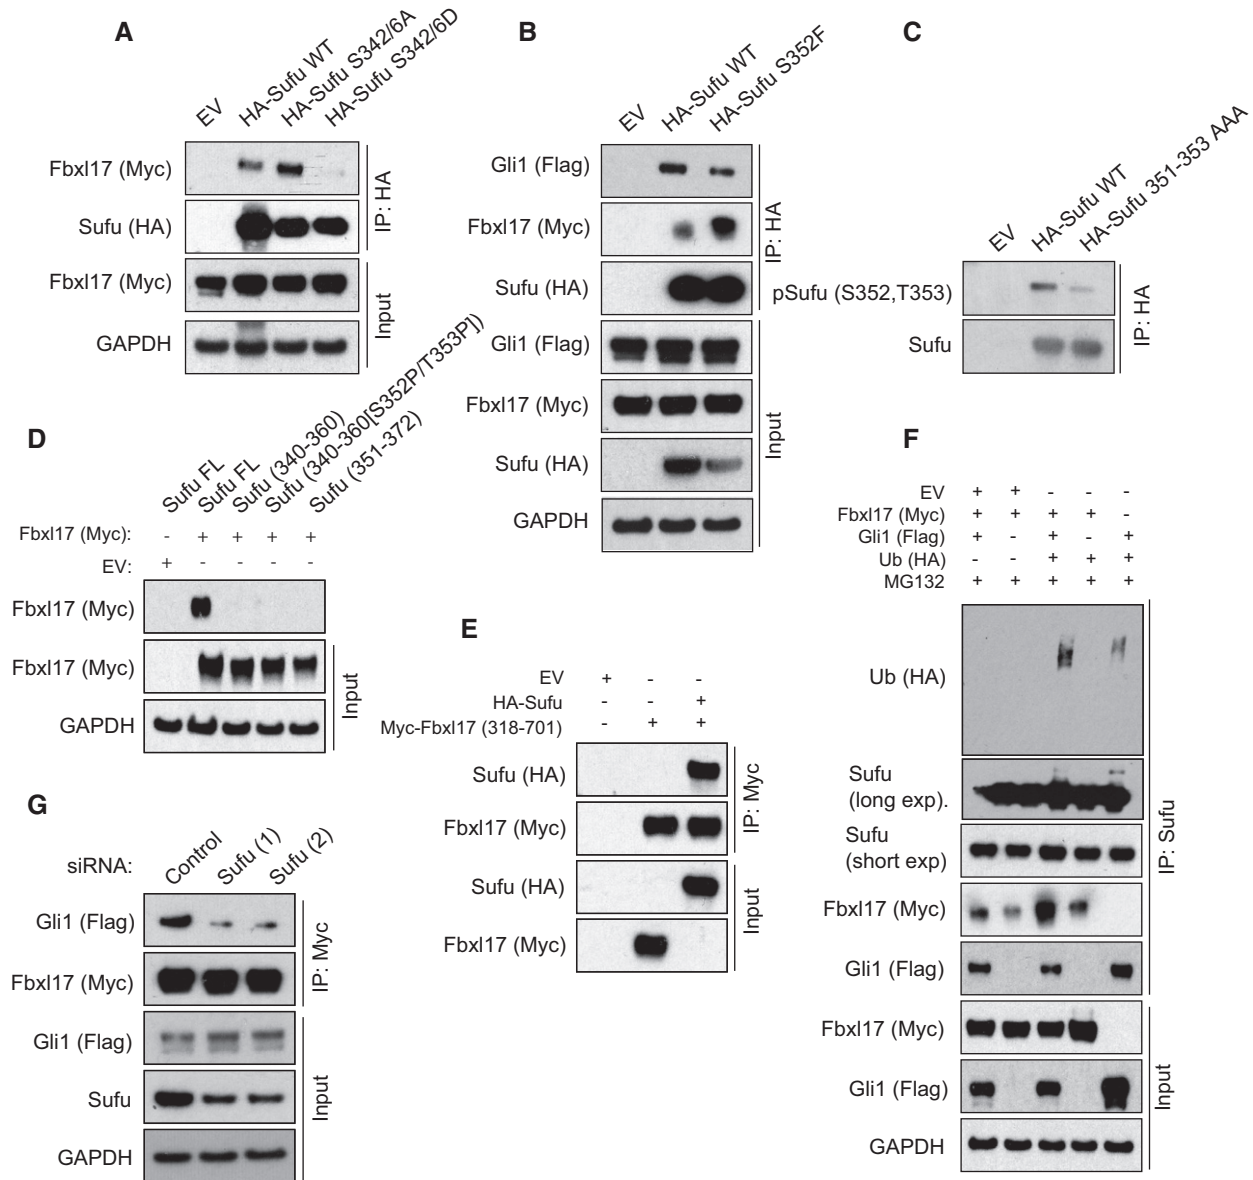 A
EV
HA-Sufu WT
HA-Sufu S342/6A
HA-Sufu S342/6D
Fbxl17 (Myc)
Sufu (HA)
IP: HA
Fbxl17 (Myc)
GAPDH
Input
B
EV
HA-Sufu WT
HA-Sufu S352F
Gli1 (Flag)
Fbxl17 (Myc)
Sufu (HA)
IP: HA
Gli1 (Flag)
Fbxl17 (Myc)
Sufu (HA)
GAPDH
Input
C
EV
HA-Sufu WT
HA-Sufu 351-353 AAA
pSufu (S352,T353)
Sufu
IP: HA
D
Sufu FL
Sufu FL
Sufu (340-360)
Sufu (340-360[S352P/T353P])
Sufu (351-372)
Fbxl17 (Myc): - + + + +
EV: + - - - -
Fbxl17 (Myc)
Fbxl17 (Myc)
GAPDH
Input
E
EV + - -
HA-Sufu - - +
Myc-Fbxl17 (318-701) - + +
Sufu (HA)
Fbxl17 (Myc)
IP: Myc
Sufu (HA)
Fbxl17 (Myc)
Input
F
EV + + - - -
Fbxl17 (Myc) + + + + -
Gli1 (Flag) + - + - +
Ub (HA) - - + + +
MG132 + + + + +
Ub (HA)
Sufu
(long exp).
Sufu
(short exp)
Fbxl17 (Myc)
Gli1 (Flag)
IP: Sufu
Fbxl17 (Myc)
Gli1 (Flag)
GAPDH
Input
G
siRNA:
Control
Sufu (1)
Sufu (2)
Gli1 (Flag)
Fbxl17 (Myc)
IP: Myc
Gli1 (Flag)
Sufu
GAPDH
Input